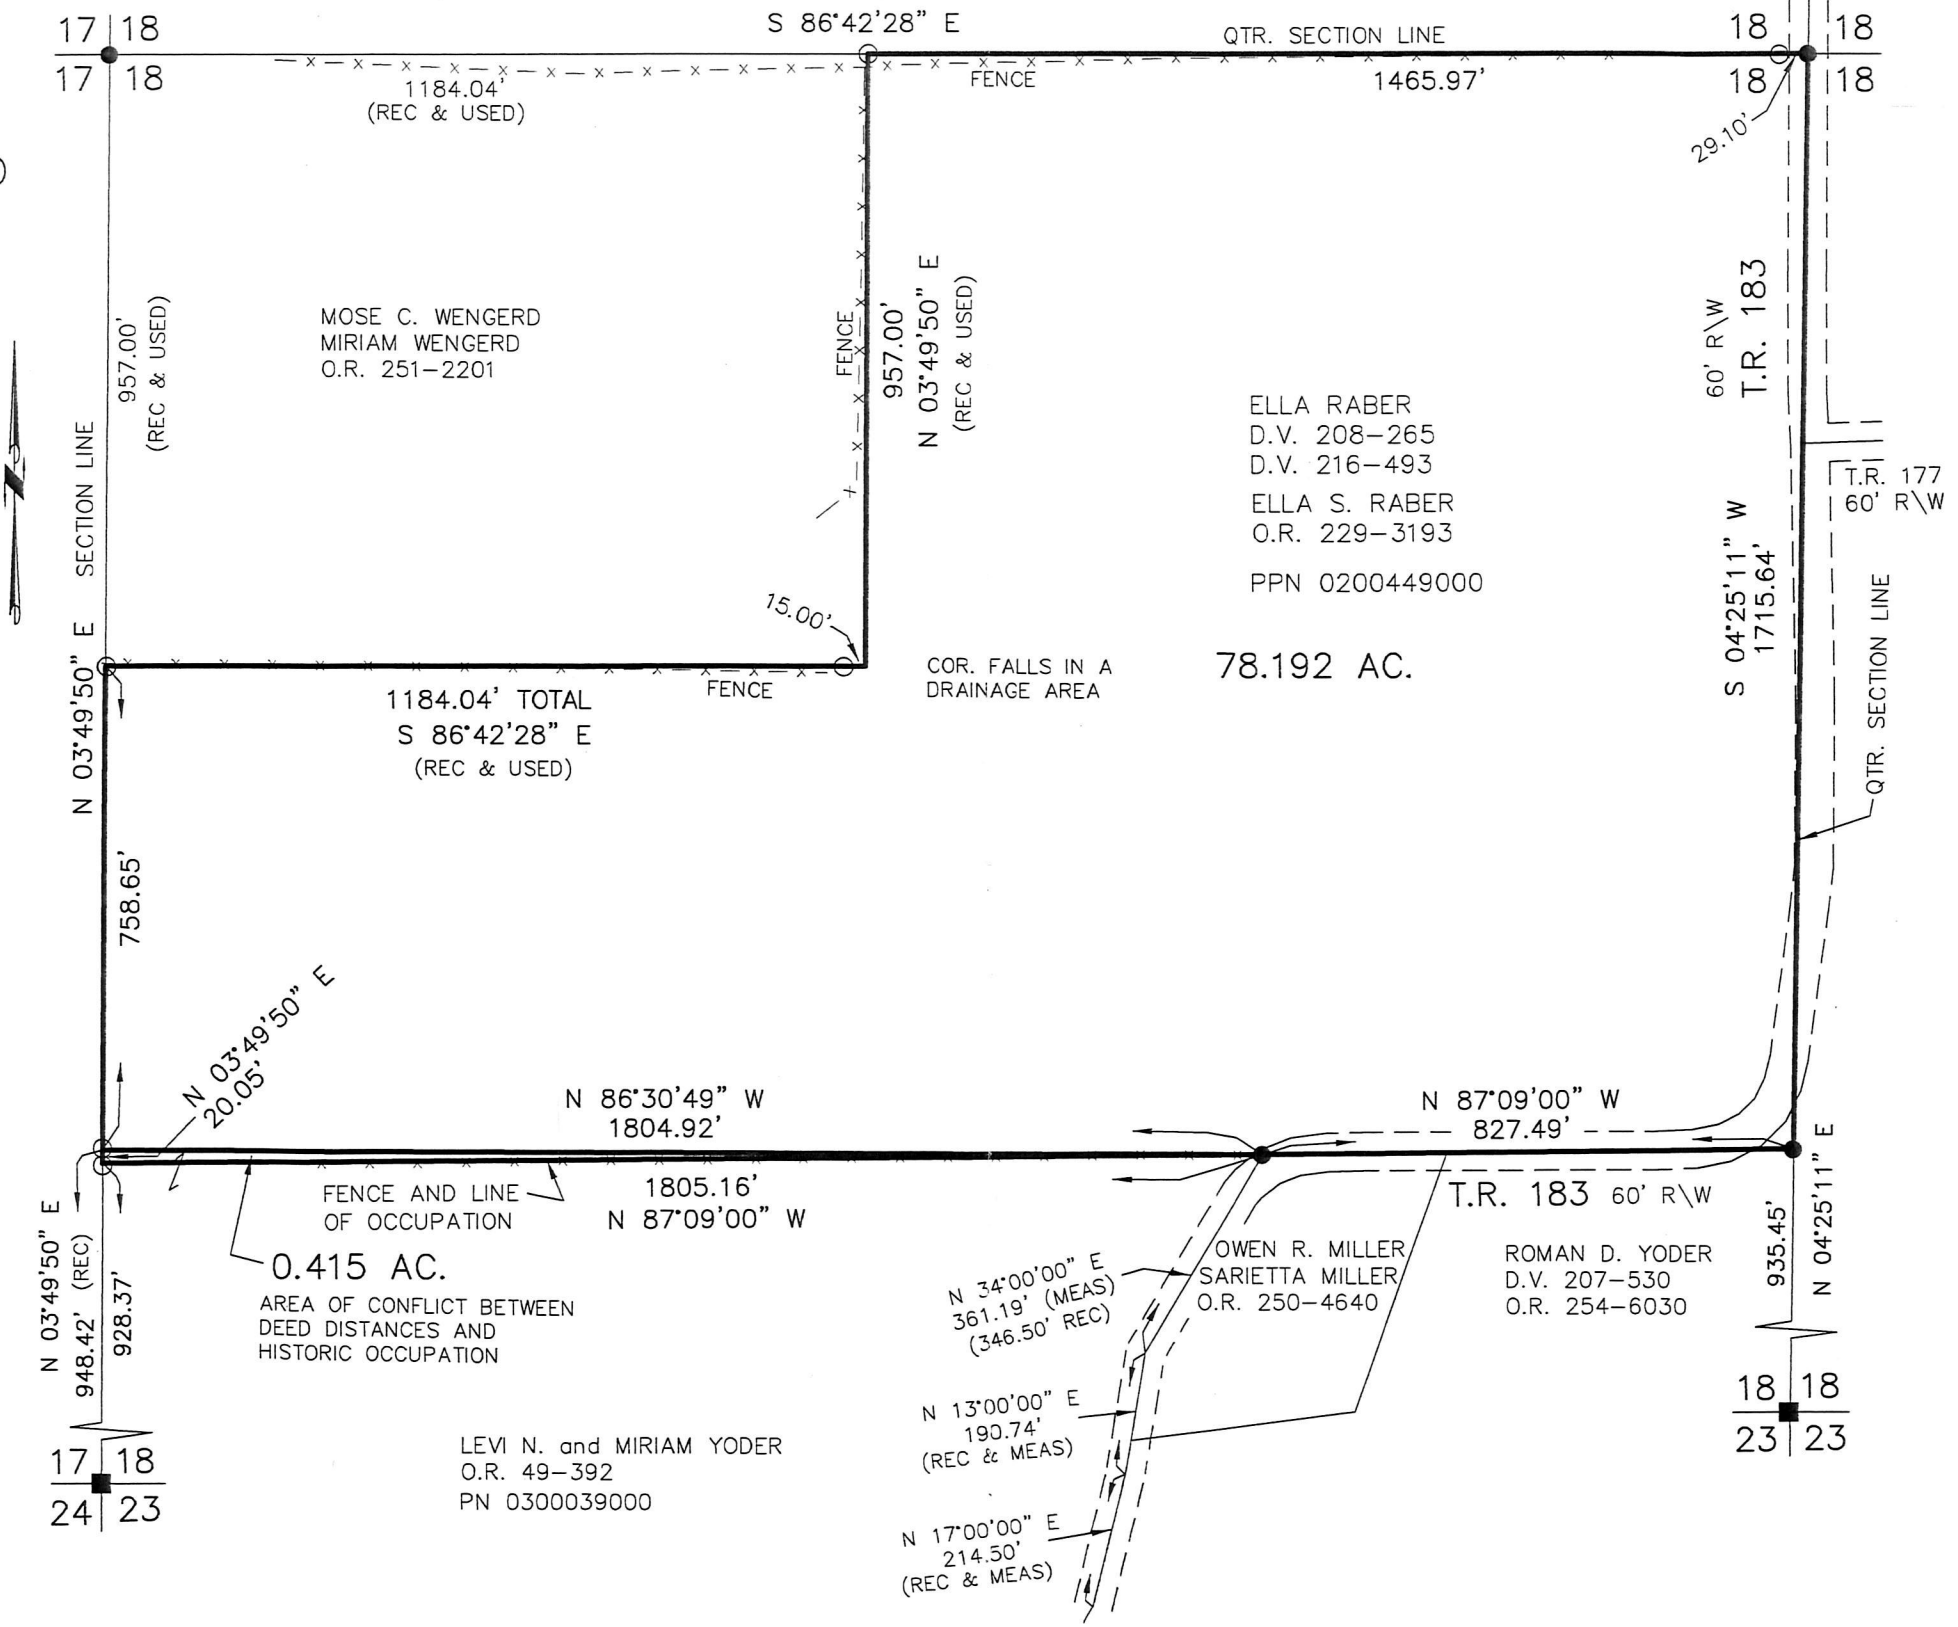 17 18
17 18
S 86°42'28" E
QTR. SECTION LINE
18 18
18 18
1184.04'
(REC & USED)
FENCE
1465.97'
29.10'
957.00'
(REC & USED)
SECTION LINE
MOSE C. WENGERD
MIRIAM WENGERD
O.R. 251-2201
FENCE
957.00'
N 03°49'50" E
(REC & USED)
60' R\W
T.R. 183
ELLA RABER
D.V. 208-265
D.V. 216-493
ELLA S. RABER
O.R. 229-3193
PPN 0200449000
T.R. 177
60' R\W
S 04°25'11" W
1715.64'
QTR. SECTION LINE
15.00'
N 03°49'50" E
FENCE
COR. FALLS IN A
DRAINAGE AREA
78.192 AC.
1184.04' TOTAL
S 86°42'28" E
(REC & USED)
758.65'
N 03°49'50" E
20.05'
N 86°30'49" W
1804.92'
N 87°09'00" W
827.49'
FENCE AND LINE
OF OCCUPATION
1805.16'
N 87°09'00" W
T.R. 183 60' R\W
N 03°49'50" E
948.42' (REC)
928.37'
0.415 AC.
AREA OF CONFLICT BETWEEN
DEED DISTANCES AND
HISTORIC OCCUPATION
N 34°00'00" E
361.19' (MEAS)
(346.50' REC)
OWEN R. MILLER
SARIETTA MILLER
O.R. 250-4640
ROMAN D. YODER
D.V. 207-530
O.R. 254-6030
935.45'
N 04°25'11" E
N 13°00'00" E
190.74'
(REC & MEAS)
18 18
23 23
17 18
24 23
LEVI N. and MIRIAM YODER
O.R. 49-392
PN 0300039000
N 17°00'00" E
214.50'
(REC & MEAS)